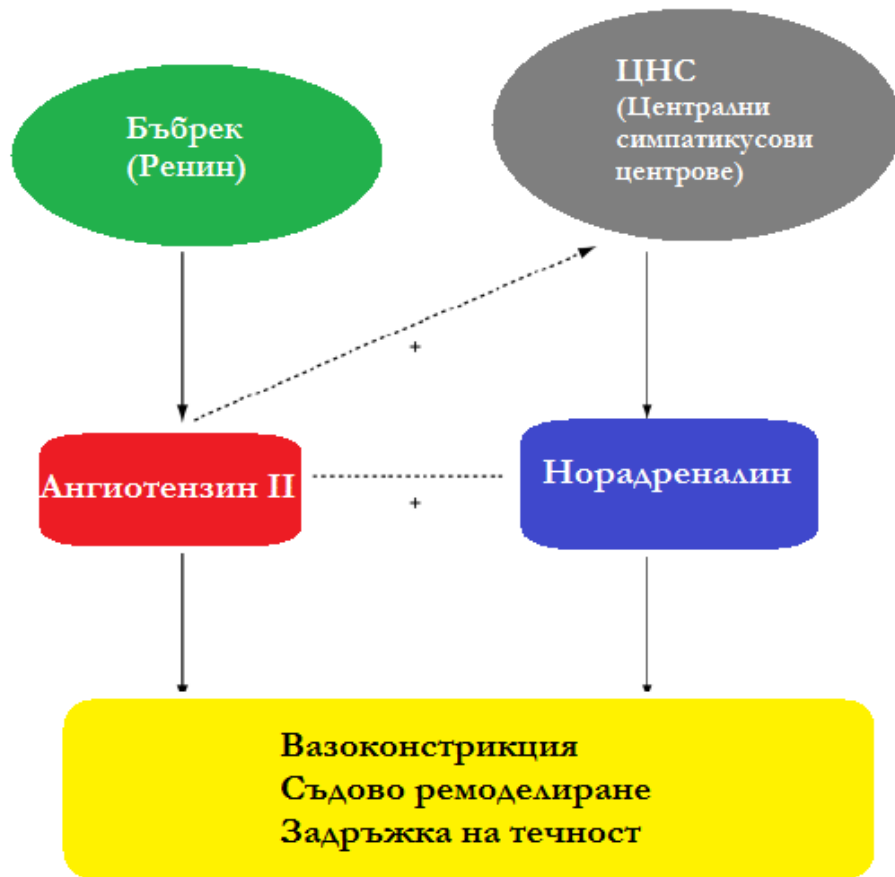 Бъбрек
(Ренин)
ЦНС
(Централни
симпатикусови
центрове)
+
Ангиотензин II
+
Норадреналин
Вазоконстрикция
Съдово ремоделиране
Задръжка на течност